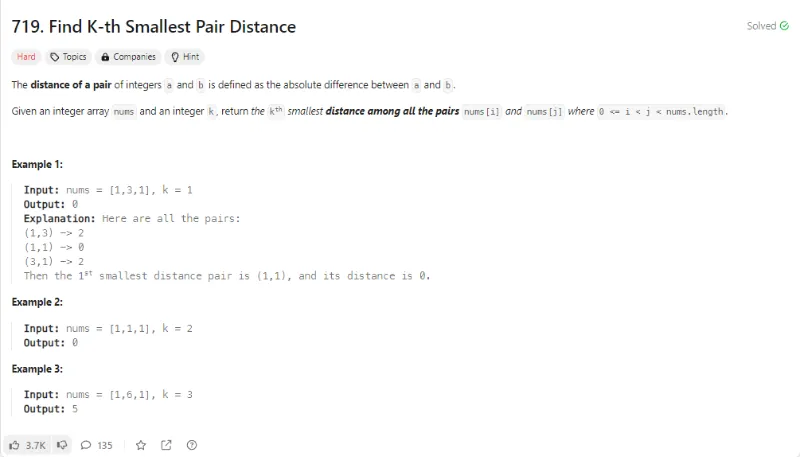 719. Find K-th Smallest Pair Distance
Solved
Hard Topics Companies Hint
The distance of a pair of integers a and b is defined as the absolute difference between a and b.
Given an integer array nums and an integer k, return the kth smallest distance among all the pairs nums[i] and nums[j] where 0 <= i < j < nums.length.
Example 1:
Input: nums = [1,3,1], k = 1
Output: 0
Explanation: Here are all the pairs:
(1,3) -> 2
(1,1) -> 0
(3,1) -> 2
Then the 1st smallest distance pair is (1,1), and its distance is 0.
Example 2:
Input: nums = [1,1,1], k = 2
Output: 0
Example 3:
Input: nums = [1,6,1], k = 3
Output: 5
3.7K 135